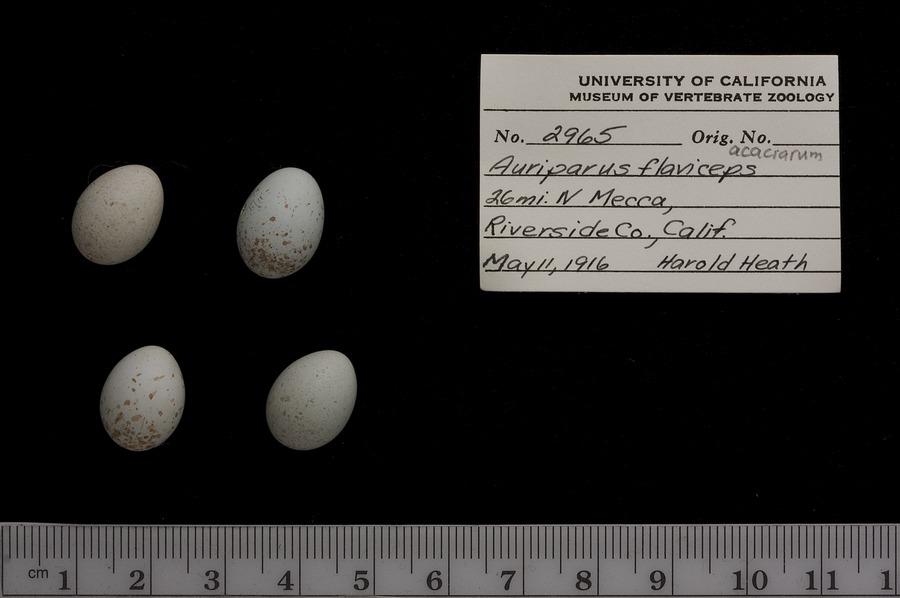 UNIVERSITY OF CALIFORNIA
MUSEUM OF VERTEBRATE ZOOLOGY
No. 2965 Orig. No.
acaciarum
Auriparus flaviceps
26mi. N Mecca,
Riverside Co., Calif.
May 11, 1916 Harold Heath
cm 1 2 3 4 5 6 7 8 9 10 11 1